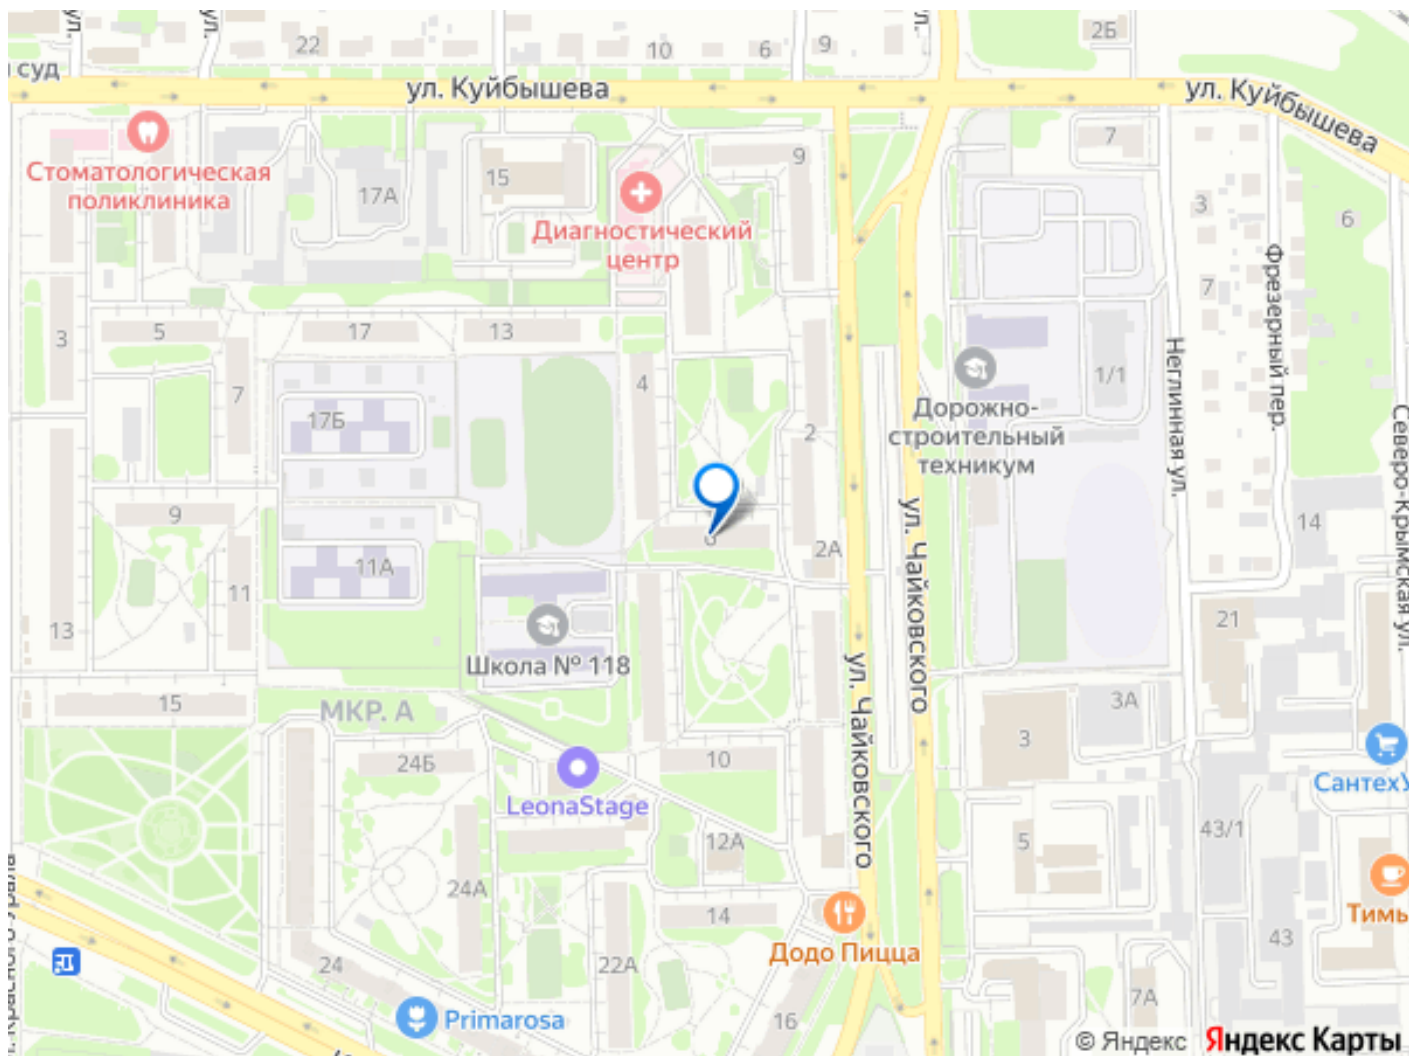 22
10
6
9
2Б
ул.
ул.
ул.
суд
ул. Куйбышева
ул. Куйбышева
Стоматологическая
поликлиника
17А
15
Диагностический
центр
9
7
3
6
7
Фрезерный пер.
3
5
17
13
7
4
17Б
2
1/1
Неглинная ул.
Дорожно-
строительный
техникум
Северо-Крымская ул.
ул. Чайковского
9
14
2А
11А
11
13
21
Школа № 118
15
МКР. А
ул. Чайковского
3А
3
24Б
10
LeonaStage
СантехУ
12А
5
43/1
24А
14
Тимь
Додо Пицца
43
24
22А
7А
16
Primarosa
© Яндекс Яндекс Карты